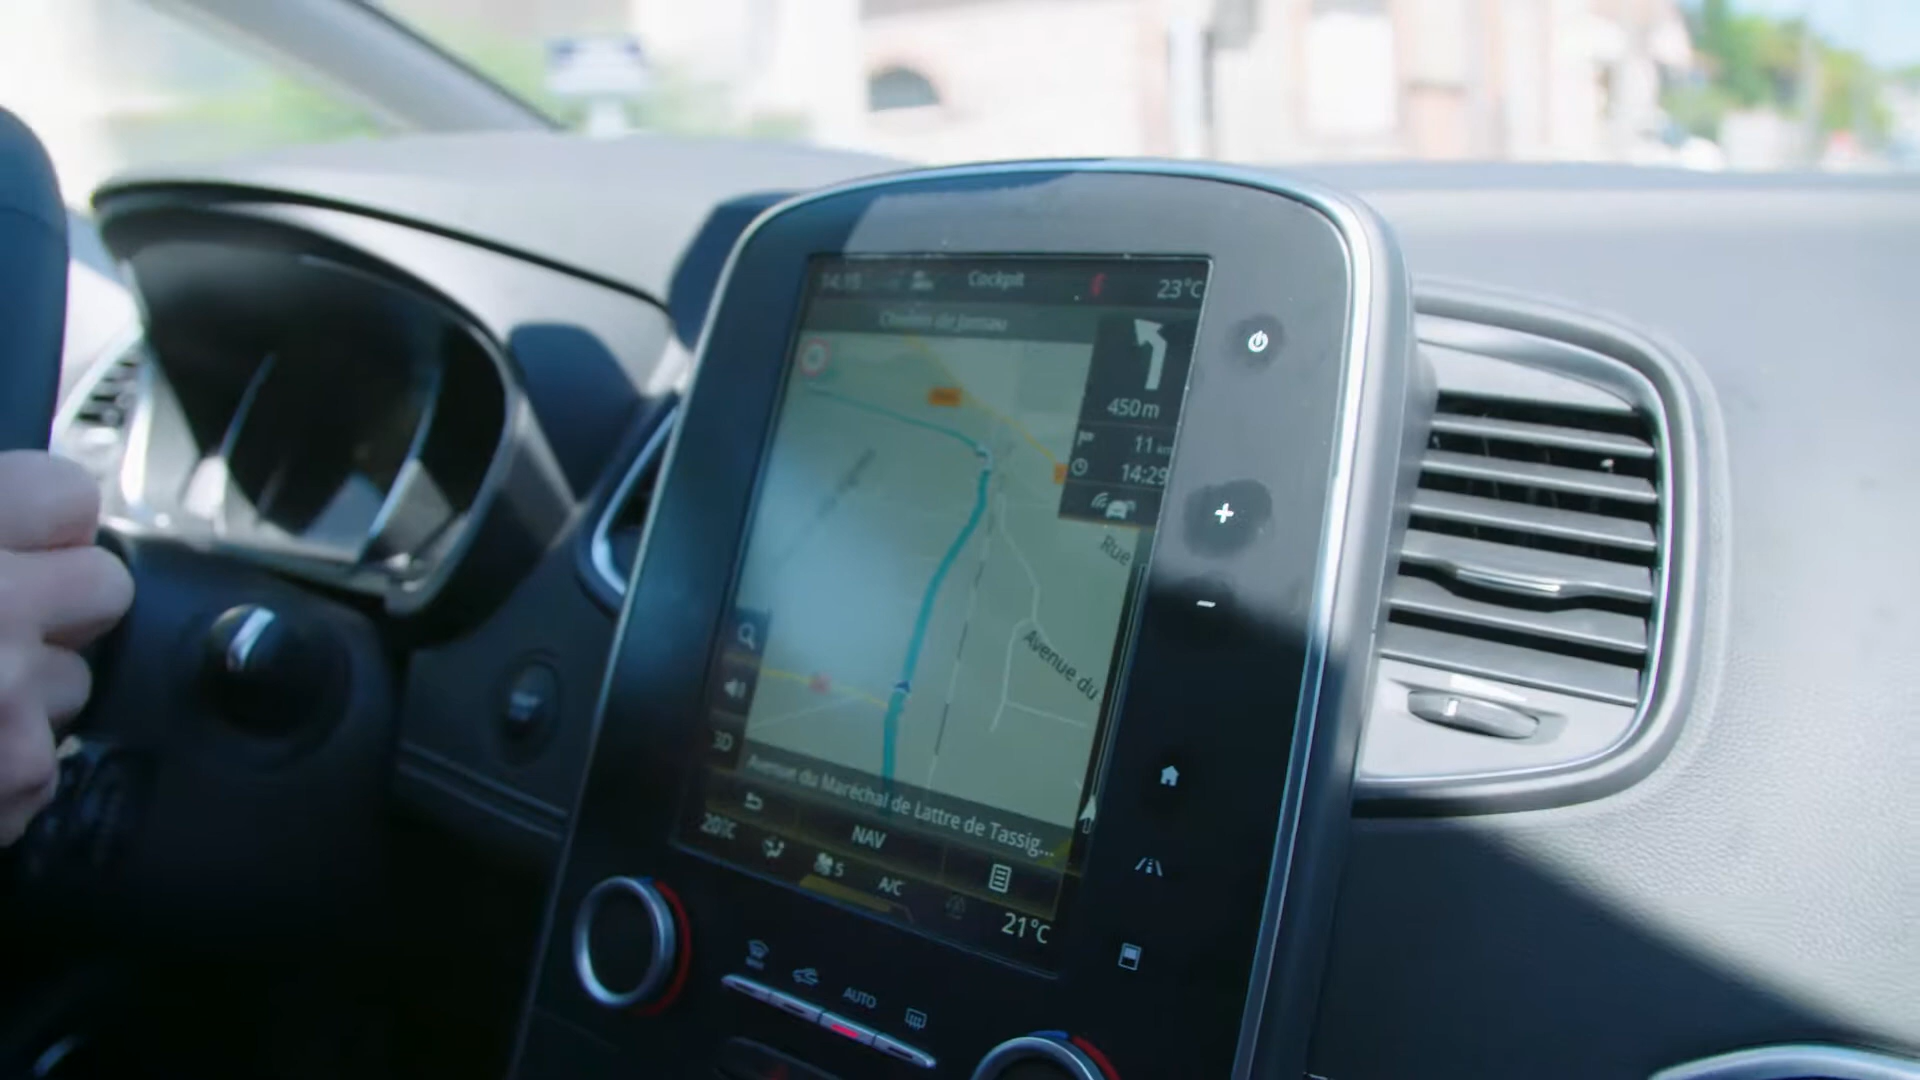 Cockpit 23°C
450m
11 km
14:29
Rue
Avenue du
3D
Avenue du Maréchal de Lattre de Tassig...
NAV
20°C 5 A/C 21°C
AUTO